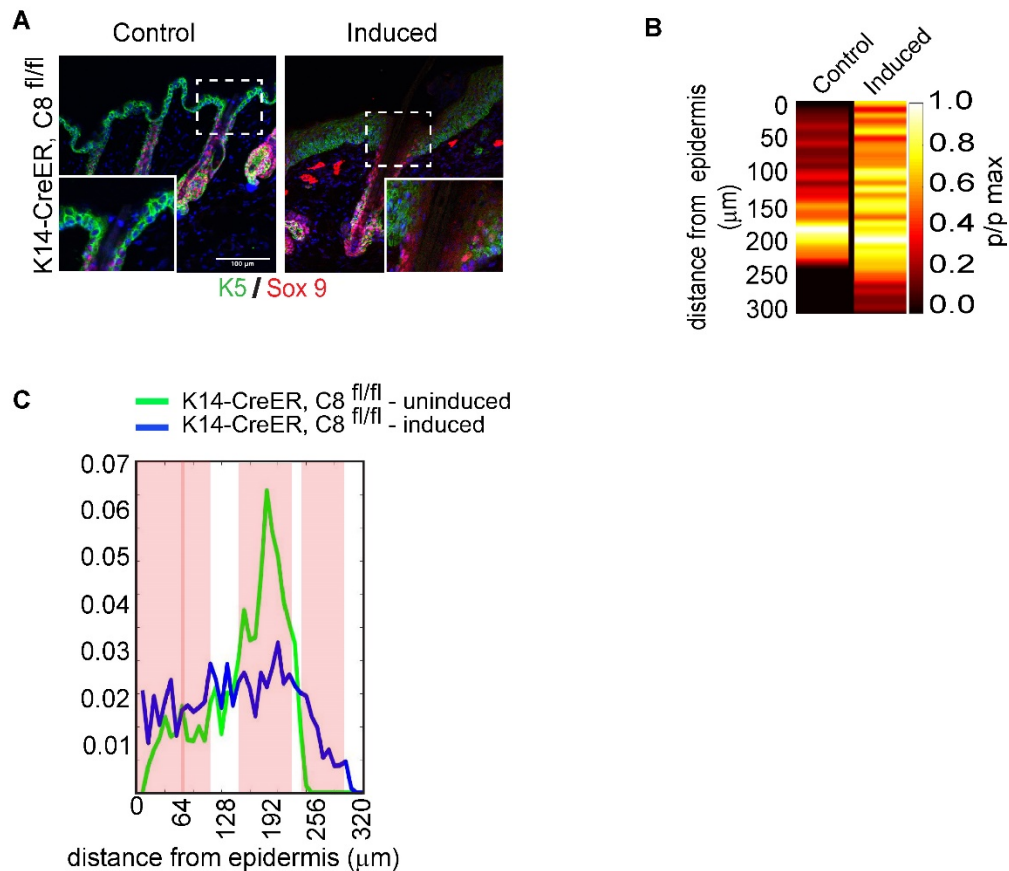 A
Control
Induced
K14-CreER, C8 fl/fl
100 µm
K5 / Sox 9
B
Control
Induced
0
50
100
150
200
250
300
distance from epidermis
(µm)
1.0
0.8
0.6
0.4
0.2
0.0
p/p max
C
K14-CreER, C8 fl/fl - uninduced
K14-CreER, C8 fl/fl - induced
0.07
0.06
0.05
0.04
0.03
0.02
0.01
0
64
128
192
256
320
distance from epidermis (µm)